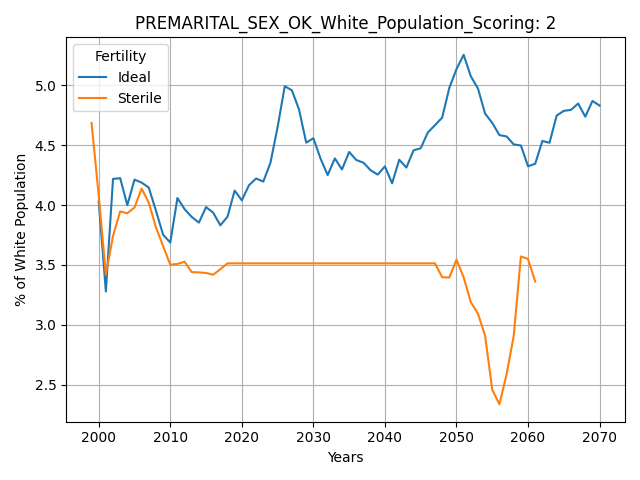 PREMARITAL_SEX_OK_White_Population_Scoring: 2
Fertility
Ideal
Sterile
% of White Population
5.0
4.5
4.0
3.5
3.0
2.5
2000 2010 2020 2030 2040 2050 2060 2070
Years